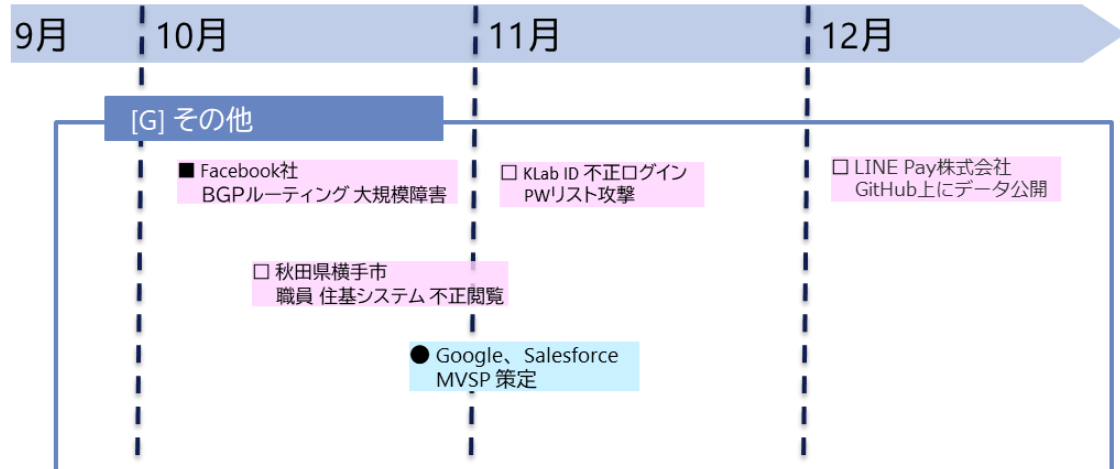 9月 10月 11月 12月
[G] その他
■ Facebook社
BGPルーティング 大規模障害
□ KLab ID 不正ログイン
PWリスト攻撃
□ LINE Pay株式会社
GitHub上にデータ公開
□ 秋田県横手市
職員 住基システム 不正閲覧
● Google、Salesforce
MVSP 策定